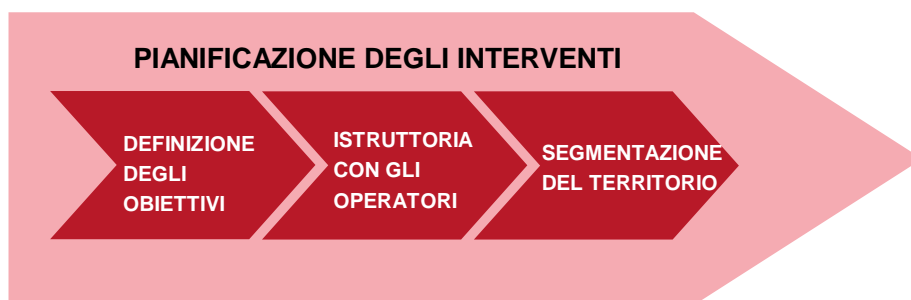 PIANIFICAZIONE DEGLI INTERVENTI
DEFINIZIONE
DEGLI
OBIETTIVI
ISTRUTTORIA
CON GLI
OPERATORI
SEGMENTAZIONE
DEL TERRITORIO